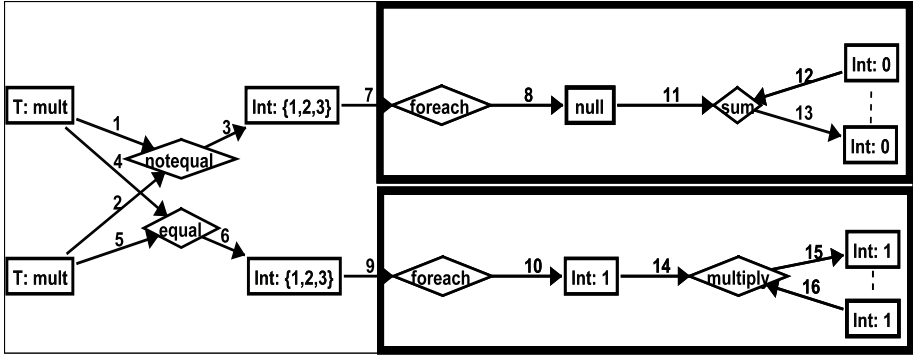 T: mult
1
4
2
5
T: mult
notequal
equal
3
6
Int: {1,2,3}
Int: {1,2,3}
7
foreach
8
null
11
sum
12
13
Int: 0
Int: 0
9
foreach
10
Int: 1
14
multiply
15
16
Int: 1
Int: 1